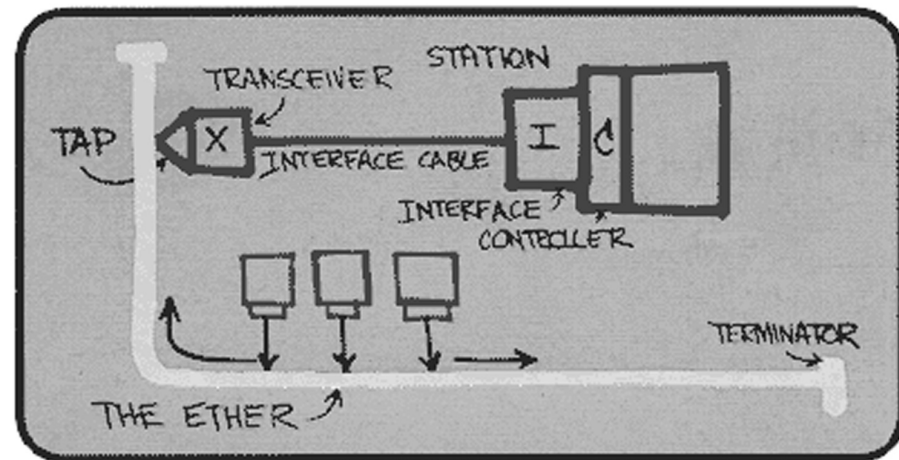 STATION
TRANSCEIVER
TAP
X
I
C
INTERFACE CABLE
INTERFACE
CONTROLLER
TERMINATOR
THE ETHER